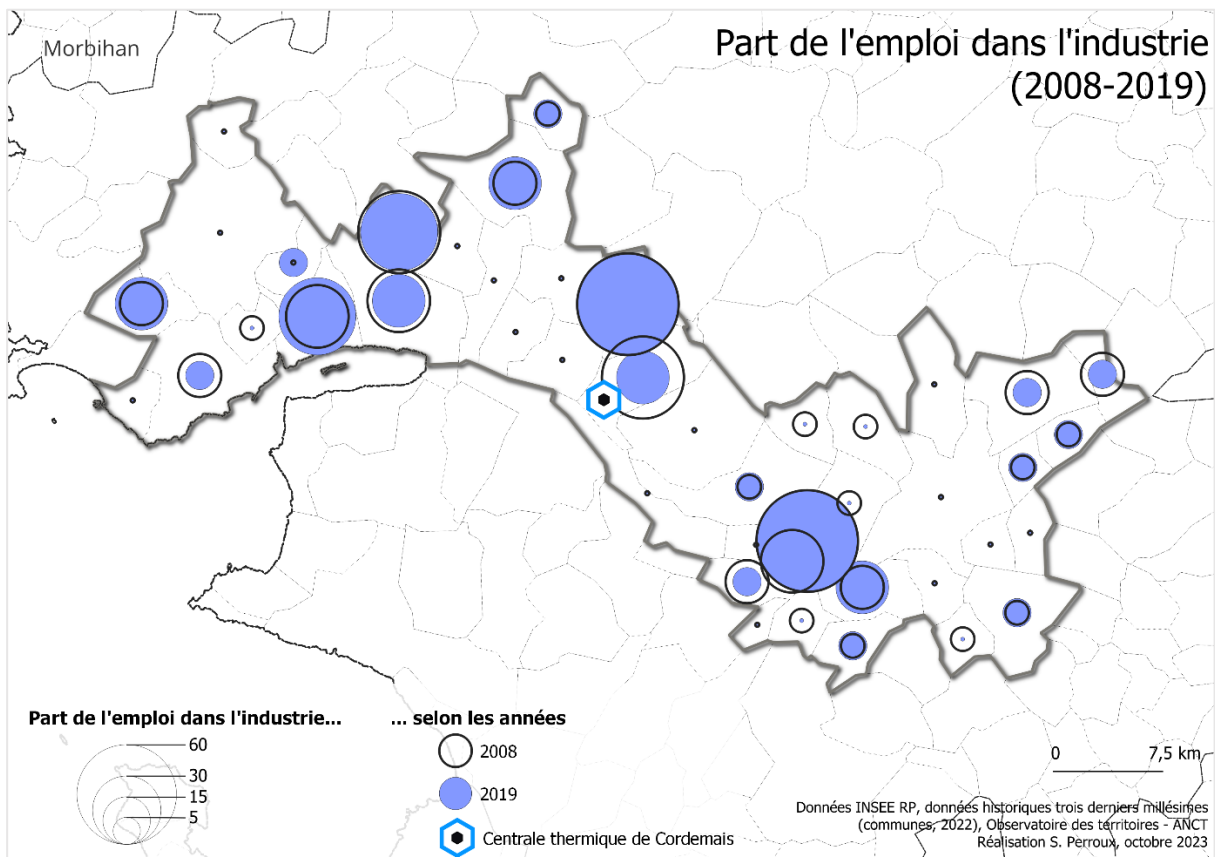 Morbihan
Part de l'emploi dans l'industrie
(2008-2019)
Part de l'emploi dans l'industrie...
60
30
15
5
... selon les années
2008
2019
Centrale thermique de Cordemais
0 7,5 km
Données INSEE RP, données historiques trois derniers millésimes
(communes, 2022), Observatoire des territoires - ANCT
Réalisation S. Perroux, octobre 2023